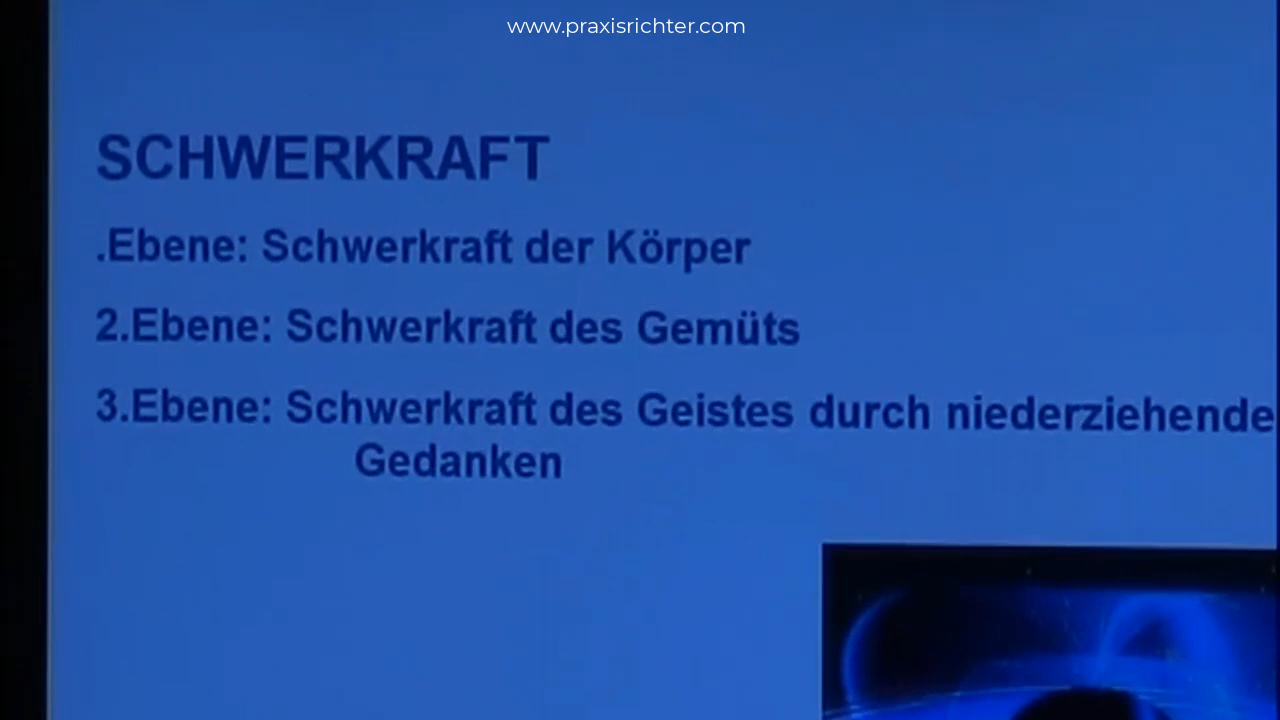 www.praxisrichter.com
SCHWERKRAFT
.Ebene: Schwerkraft der Körper
2.Ebene: Schwerkraft des Gemüts
3.Ebene: Schwerkraft des Geistes durch niederziehende
Gedanken